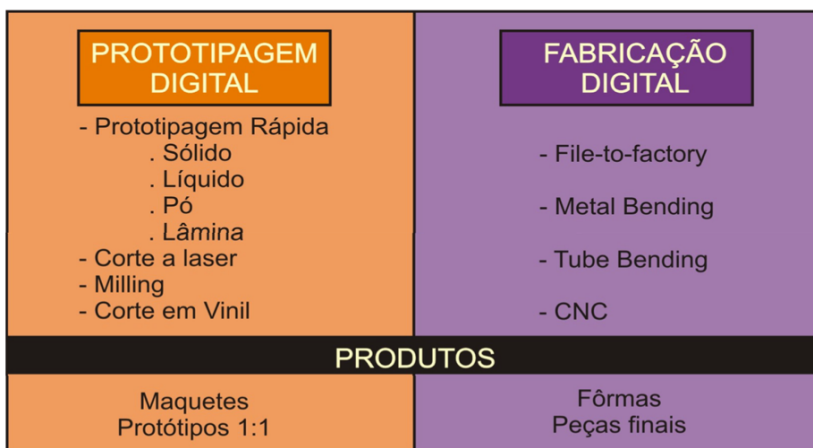 PROTOTIPAGEM
DIGITAL
- Prototipagem Rápida
. Sólido
. Líquido
. Pó
. Lâmina
- Corte a laser
- Milling
- Corte em Vinil
FABRICAÇÃO
DIGITAL
- File-to-factory
- Metal Bending
- Tube Bending
- CNC
PRODUTOS
Maquetes
Protótipos 1:1
Fôrmas
Peças finais